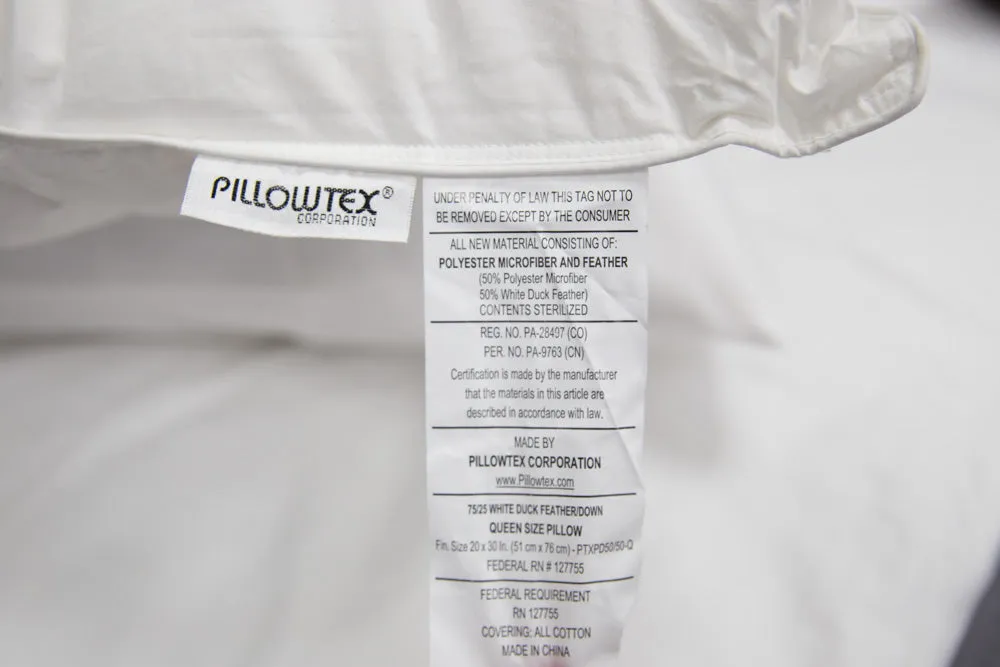 PILLOWTEX®
CORPORATION
UNDER PENALTY OF LAW THIS TAG NOT TO
BE REMOVED EXCEPT BY THE CONSUMER
ALL NEW MATERIAL CONSISTING OF:
POLYESTER MICROFIBER AND FEATHER
(50% Polyester Microfiber
50% White Duck Feather)
CONTENTS STERILIZED
REG. NO. PA-28497 (CO)
PER. NO. PA-9763 (CN)
Certification is made by the manufacturer
that the materials in this article are
described in accordance with law.
MADE BY
PILLOWTEX CORPORATION
www.Pillowtex.com
75/25 WHITE DUCK FEATHER/DOWN
QUEEN SIZE PILLOW
Fin. Size 20 x 30 In. (51 cm x 76 cm) - PTXPD50/50-Q
FEDERAL RN # 127755
FEDERAL REQUIREMENT
RN 127755
COVERING: ALL COTTON
MADE IN CHINA